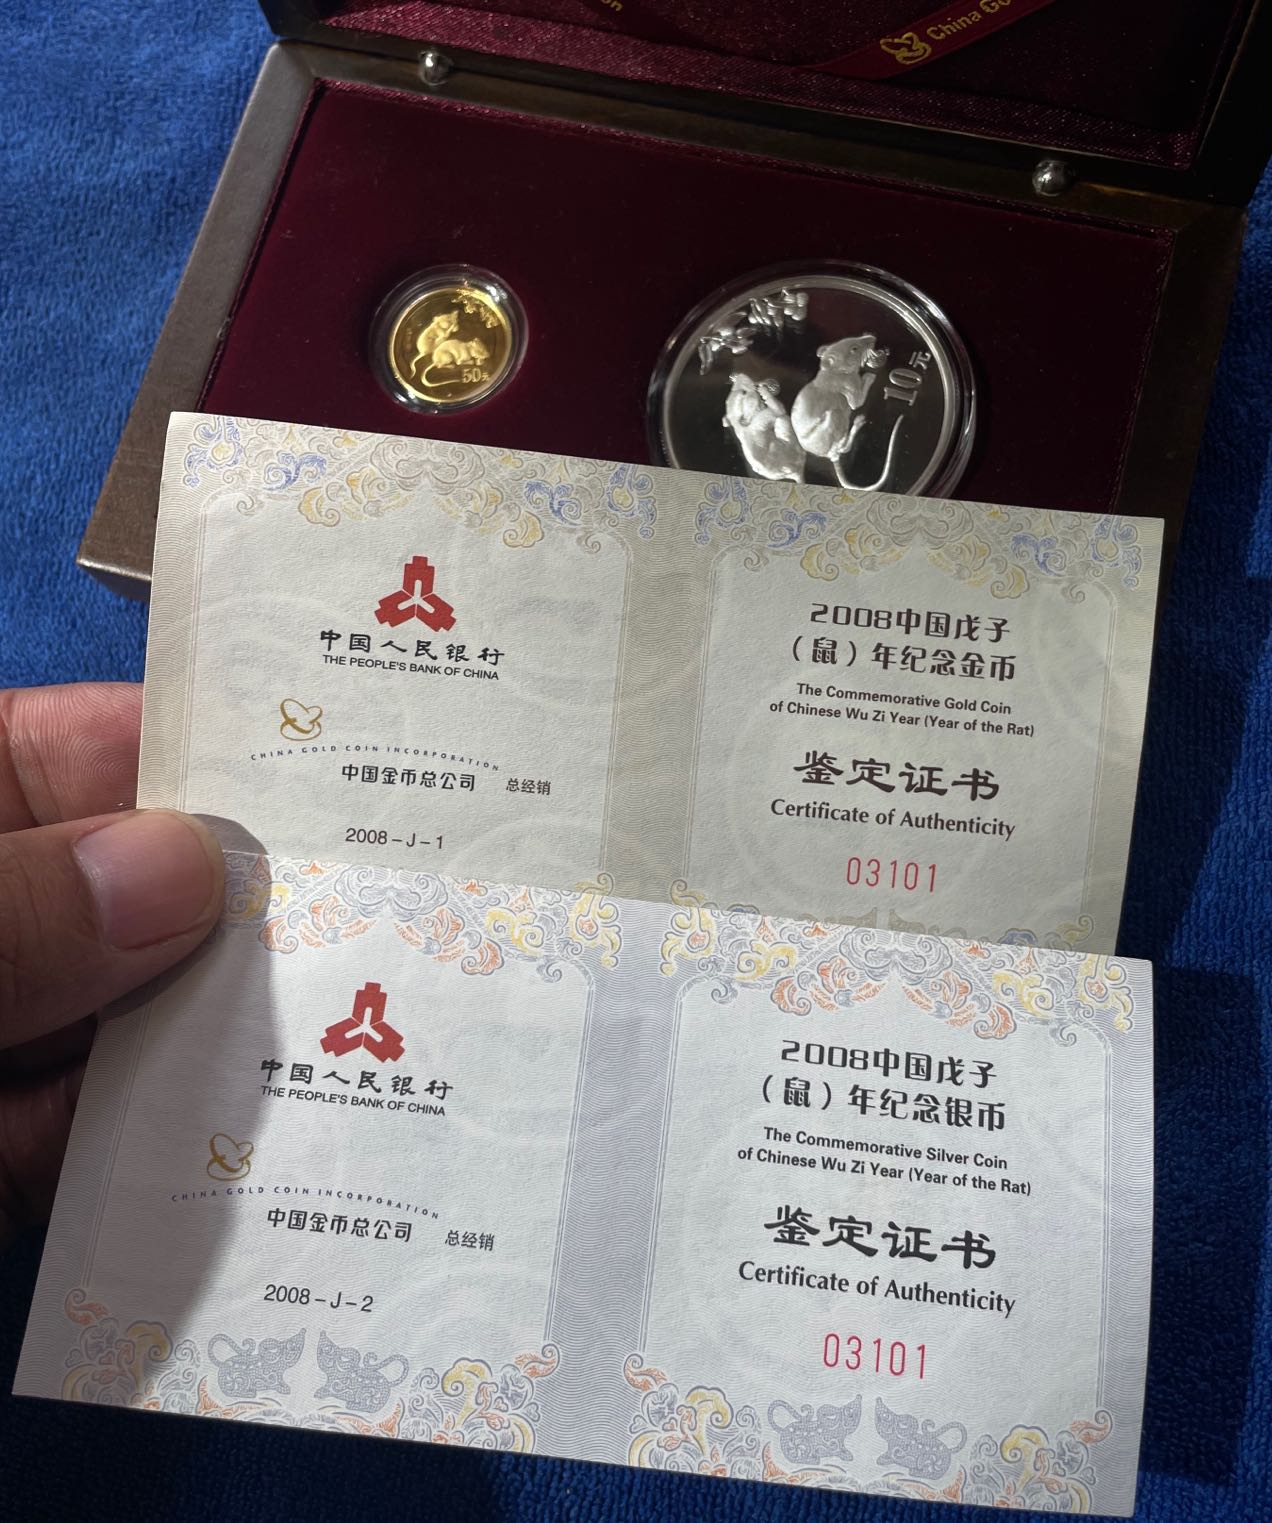 China Go
50元
10元
中国人民银行
THE PEOPLE'S BANK OF CHINA
CHINA GOLD COIN INCORPORATION
中国金币总公司 总经销
2008-J-1
2008中国戊子
（鼠）年纪念金币
The Commemorative Gold Coin
of Chinese Wu Zi Year (Year of the Rat)
鉴定证书
Certificate of Authenticity
03101
中国人民银行
THE PEOPLE'S BANK OF CHINA
CHINA GOLD COIN INCORPORATION
中国金币总公司 总经销
2008-J-2
2008中国戊子
（鼠）年纪念银币
The Commemorative Silver Coin
of Chinese Wu Zi Year (Year of the Rat)
鉴定证书
Certificate of Authenticity
03101